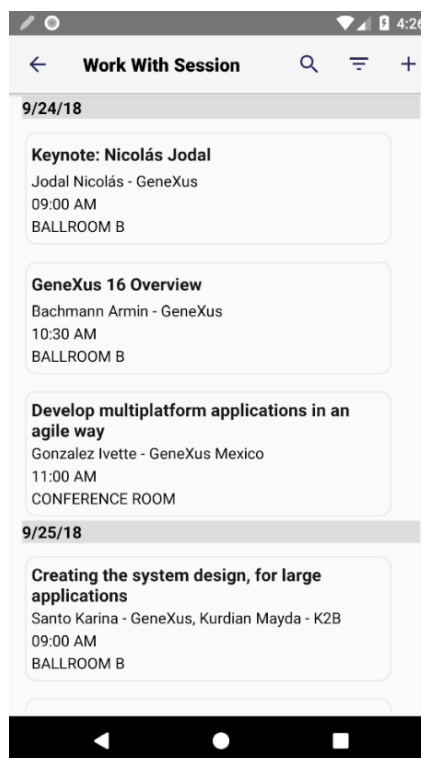 4:26
Work With Session
9/24/18
Keynote: Nicolás Jodal
Jodal Nicolás - GeneXus
09:00 AM
BALLROOM B
GeneXus 16 Overview
Bachmann Armin - GeneXus
10:30 AM
BALLROOM B
Develop multiplatform applications in an
agile way
Gonzalez Ivette - GeneXus Mexico
11:00 AM
CONFERENCE ROOM
9/25/18
Creating the system design, for large
applications
Santo Karina - GeneXus, Kurdian Mayda - K2B
09:00 AM
BALLROOM B